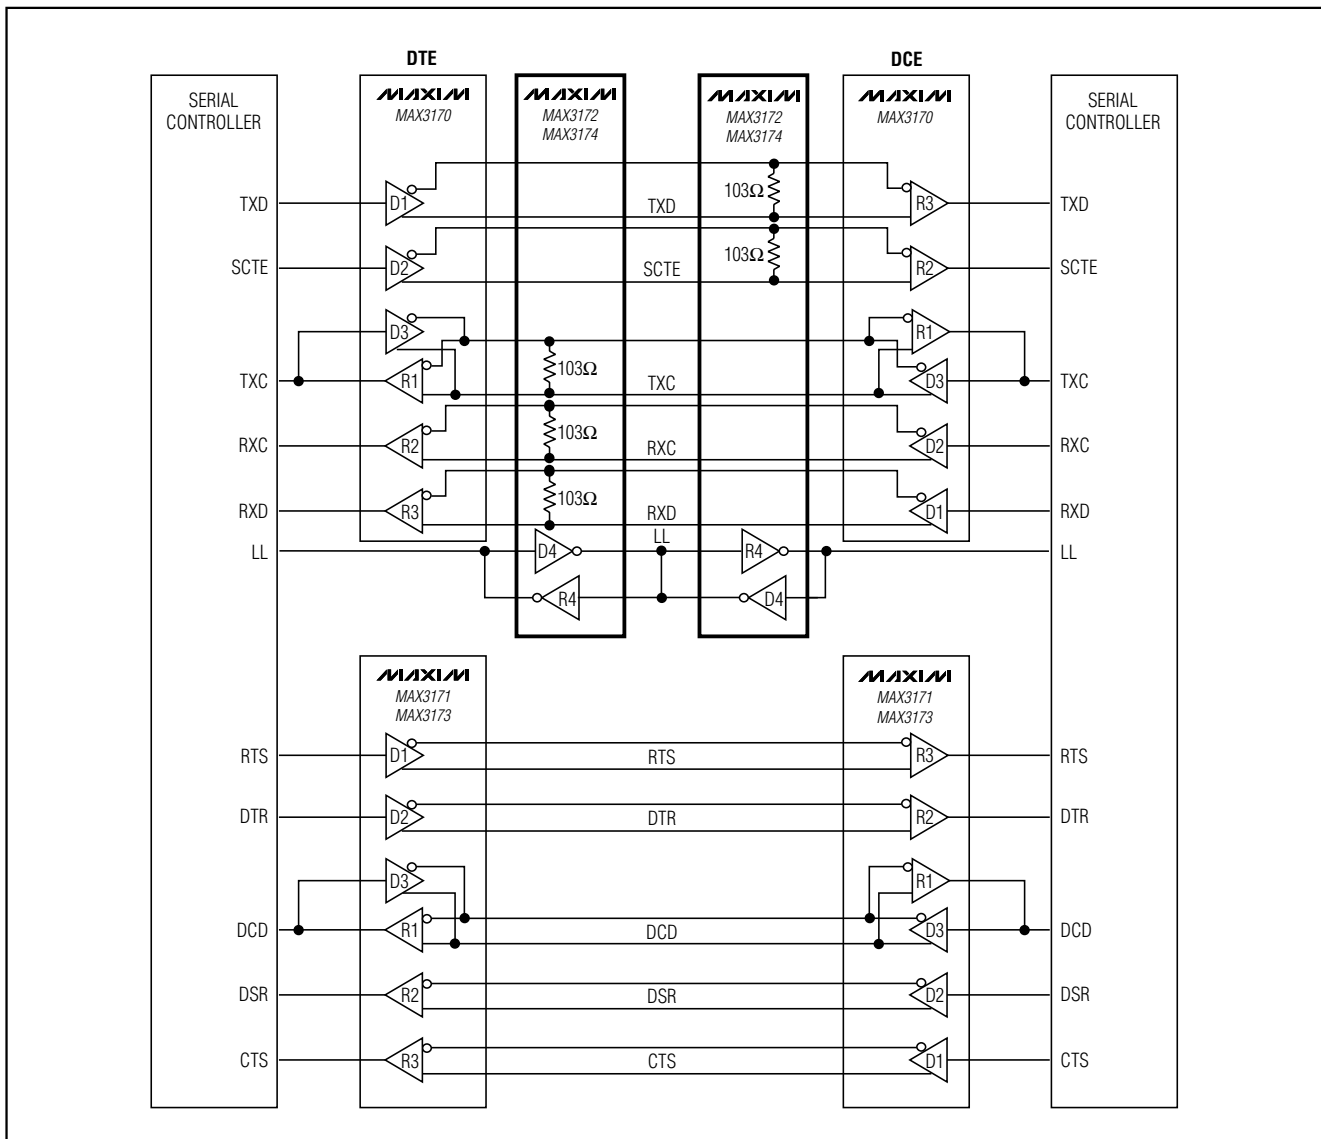 DTE
DCE
SERIAL
CONTROLLER
MAXIM
MAX3170
MAXIM
MAX3172
MAX3174
MAXIM
MAX3172
MAX3174
MAXIM
MAX3170
SERIAL
CONTROLLER
TXD D1 TXD 103Ω R3 TXD
SCTE D2 SCTE 103Ω R2 SCTE
D3 R1
TXC R1 103Ω TXC D3 TXC
RXC R2 103Ω RXC D2 RXC
RXD R3 103Ω RXD D1 RXD
LL D4 LL R4 LL
R4 D4
MAXIM
MAX3171
MAX3173
MAXIM
MAX3171
MAX3173
RTS D1 RTS R3 RTS
DTR D2 DTR R2 DTR
D3 R1
DCD R1 DCD D3 DCD
DSR R2 DSR D2 DSR
CTS R3 CTS D1 CTS